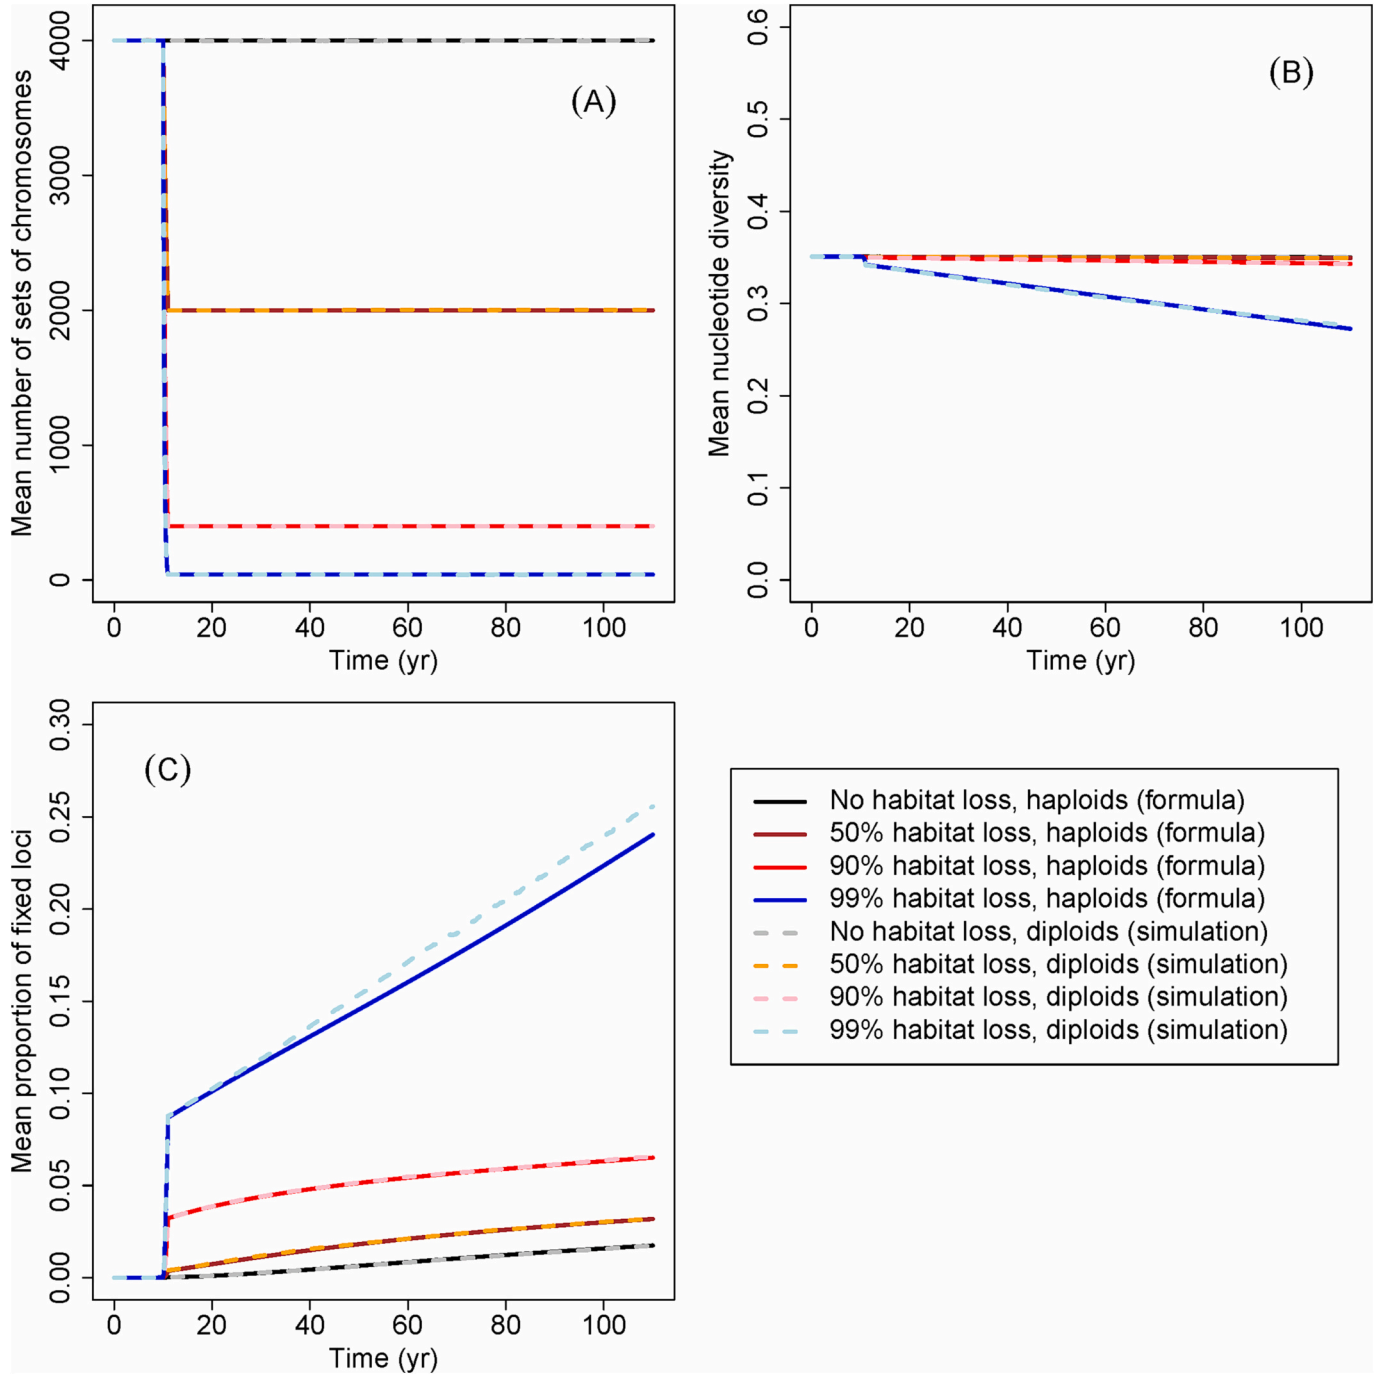 Mean number of sets of chromosomes
4000
3000
2000
1000
0
(A)
0 20 40 60 80 100
Time (yr)
Mean nucleotide diversity
0.6
0.5
0.4
0.3
0.2
0.1
0.0
(B)
0 20 40 60 80 100
Time (yr)
Mean proportion of fixed loci
0.30
0.25
0.20
0.15
0.10
0.05
0.00
(C)
0 20 40 60 80 100
Time (yr)
No habitat loss, haploids (formula)
50% habitat loss, haploids (formula)
90% habitat loss, haploids (formula)
99% habitat loss, haploids (formula)
No habitat loss, diploids (simulation)
50% habitat loss, diploids (simulation)
90% habitat loss, diploids (simulation)
99% habitat loss, diploids (simulation)